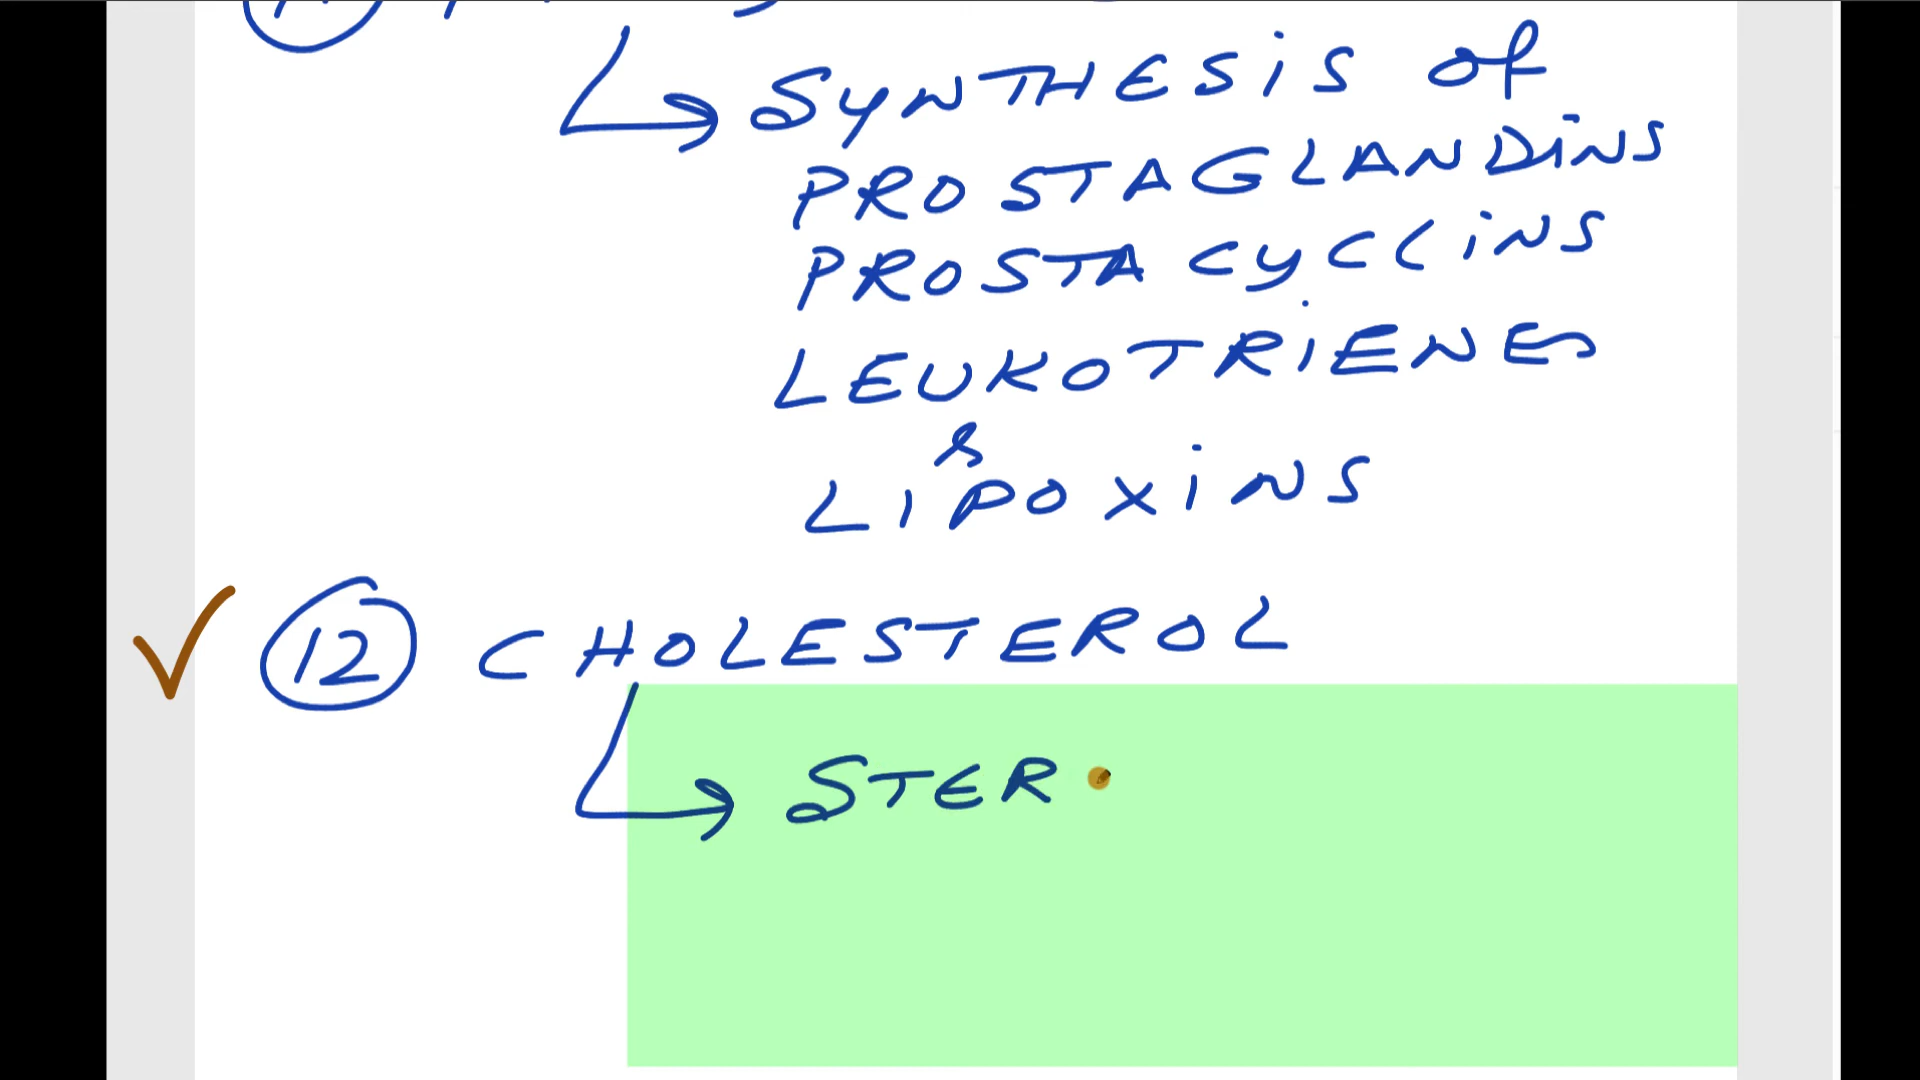 SYNTHESIS of
PROSTAGLANDINS
PROSTACYCLINS
LEUKOTRIENES
&
LIPOXINS
12 CHOLESTEROL
STER